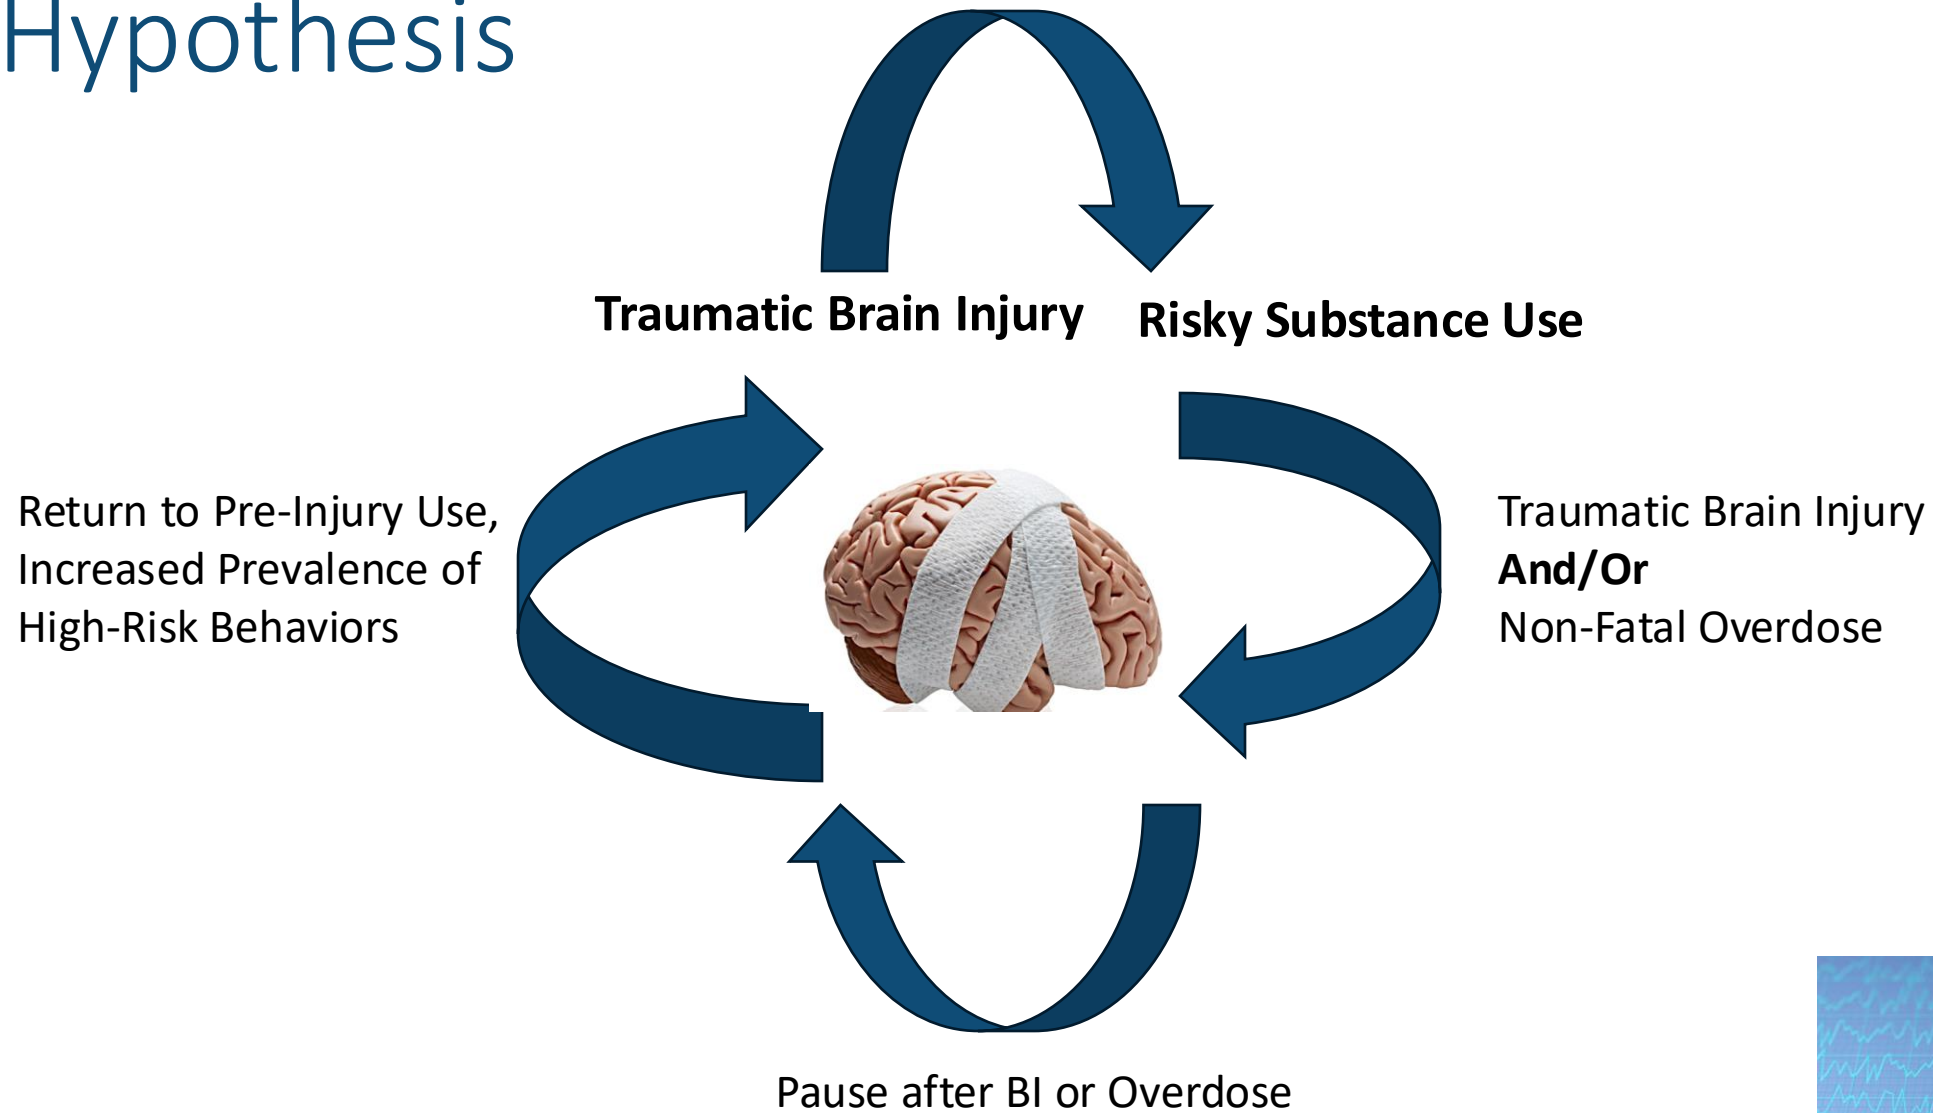 Hypothesis
Traumatic Brain Injury
Risky Substance Use
Return to Pre-Injury Use,
Increased Prevalence of
High-Risk Behaviors
Traumatic Brain Injury
And/Or
Non-Fatal Overdose
Pause after BI or Overdose